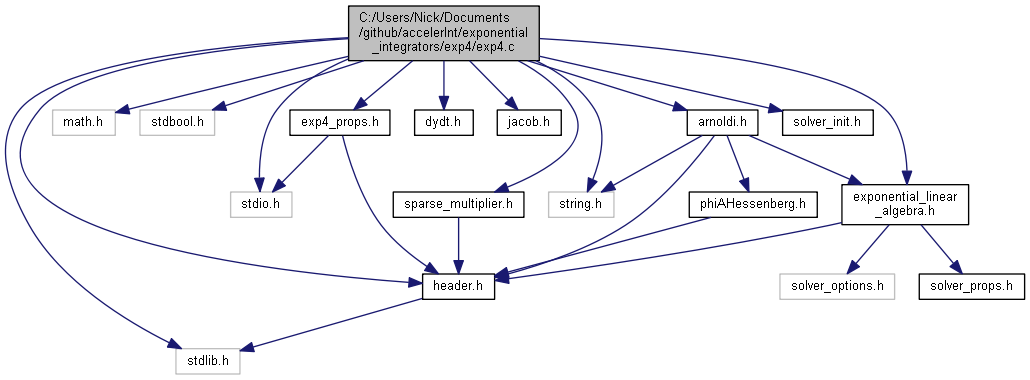 C:/Users/Nick/Documents
/github/accelerInt/exponential
_integrators/exp4/exp4.c
math.h
stdbool.h
exp4_props.h
dydt.h
jacob.h
arnoldi.h
solver_init.h
stdio.h
sparse_multiplier.h
string.h
phiAHessenberg.h
exponential_linear
_algebra.h
header.h
solver_options.h
solver_props.h
stdlib.h